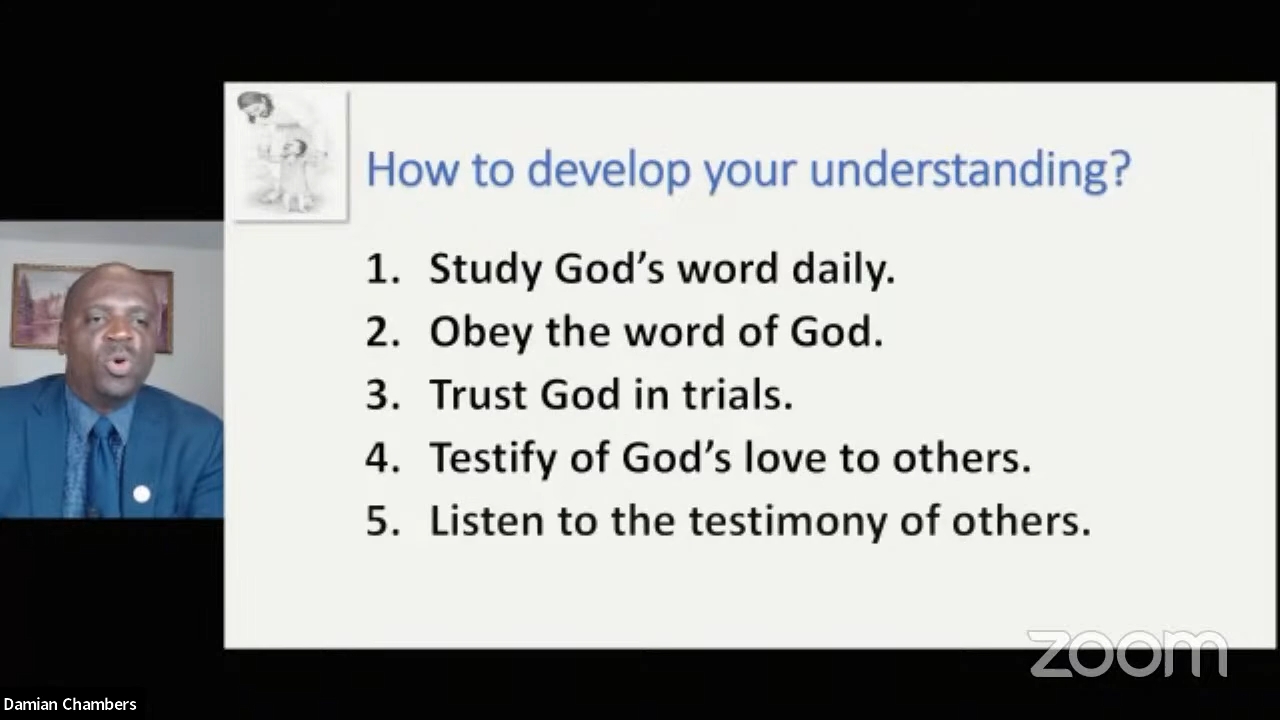 How to develop your understanding?
1. Study God's word daily.
2. Obey the word of God.
3. Trust God in trials.
4. Testify of God's love to others.
5. Listen to the testimony of others.
zoom
Damian Chambers